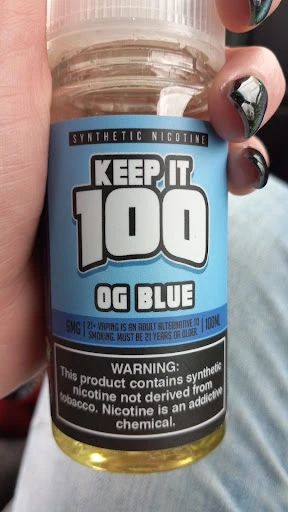 SYNTHETIC NICOTINE
KEEP IT
100
OG BLUE
6MG | 21+ VAPING IS AN ADULT ALTERNATIVE TO | 100ML
SMOKING. MUST BE 21 YEARS OR OLDER.
WARNING:
This product contains synthetic
nicotine not derived from
tobacco. Nicotine is an addictive
chemical.